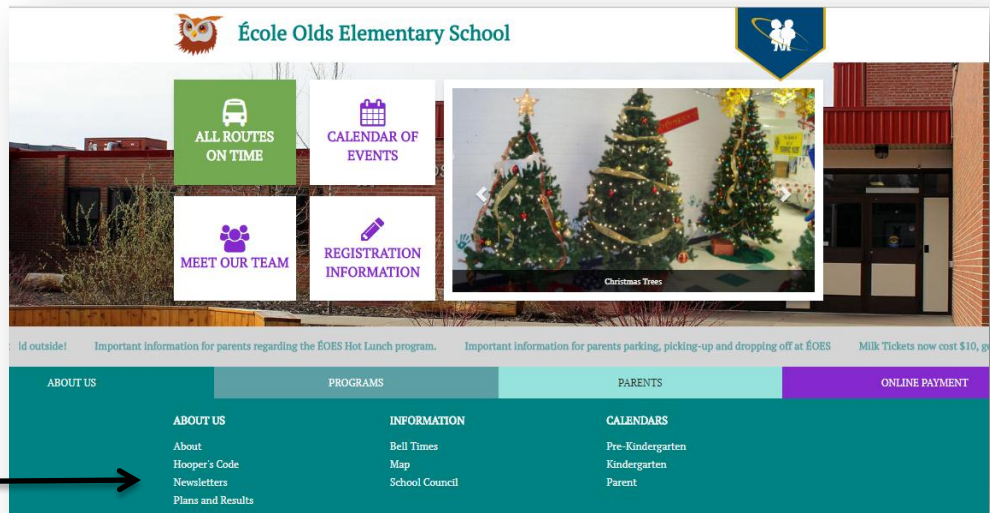 École Olds Elementary School
ALL ROUTES
ON TIME
CALENDAR OF
EVENTS
MEET OUR TEAM
REGISTRATION
INFORMATION
Christmas Trees
outside! Important information for parents regarding the ÉOES Hot Lunch program. Important information for parents parking, picking-up and dropping off at ÉOES Milk Tickets now cost $10,
ABOUT US PROGRAMS PARENTS ONLINE PAYMENT
ABOUT US INFORMATION CALENDARS
About Bell Times Pre-Kindergarten
Hooper's Code Map Kindergarten
Newsletters School Council Parent
Plans and Results